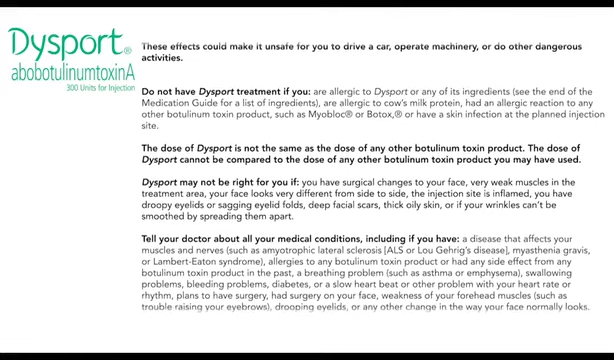 Dysport®
abobotulinumtoxinA
300 Units for Injection
These effects could make it unsafe for you to drive a car, operate machinery, or do other dangerous
activities.
Do not have Dysport treatment if you: are allergic to Dysport or any of its ingredients (see the end of the
Medication Guide for a list of ingredients), are allergic to cow's milk protein, had an allergic reaction to any
other botulinum toxin product, such as Myobloc® or Botox,® or have a skin infection at the planned injection
site.
The dose of Dysport is not the same as the dose of any other botulinum toxin product. The dose of
Dysport cannot be compared to the dose of any other botulinum toxin product you may have used.
Dysport may not be right for you if: you have surgical changes to your face, very weak muscles in the
treatment area, your face looks very different from side to side, the injection site is inflamed, you have
droopy eyelids or sagging eyelid folds, deep facial scars, thick oily skin, or if your wrinkles can't be
smoothed by spreading them apart.
Tell your doctor about all your medical conditions, including if you have: a disease that affects your
muscles and nerves (such as amyotrophic lateral sclerosis [ALS or Lou Gehrig's disease], myasthenia gravis,
or Lambert-Eaton syndrome), allergies to any botulinum toxin product or had any side effect from any
botulinum toxin product in the past, a breathing problem (such as asthma or emphysema), swallowing
problems, bleeding problems, diabetes, or a slow heart beat or other problem with your heart rate or
rhythm, plans to have surgery, had surgery on your face, weakness of your forehead muscles (such as
trouble raising your eyebrows), drooping eyelids, or any other change in the way your face normally looks.